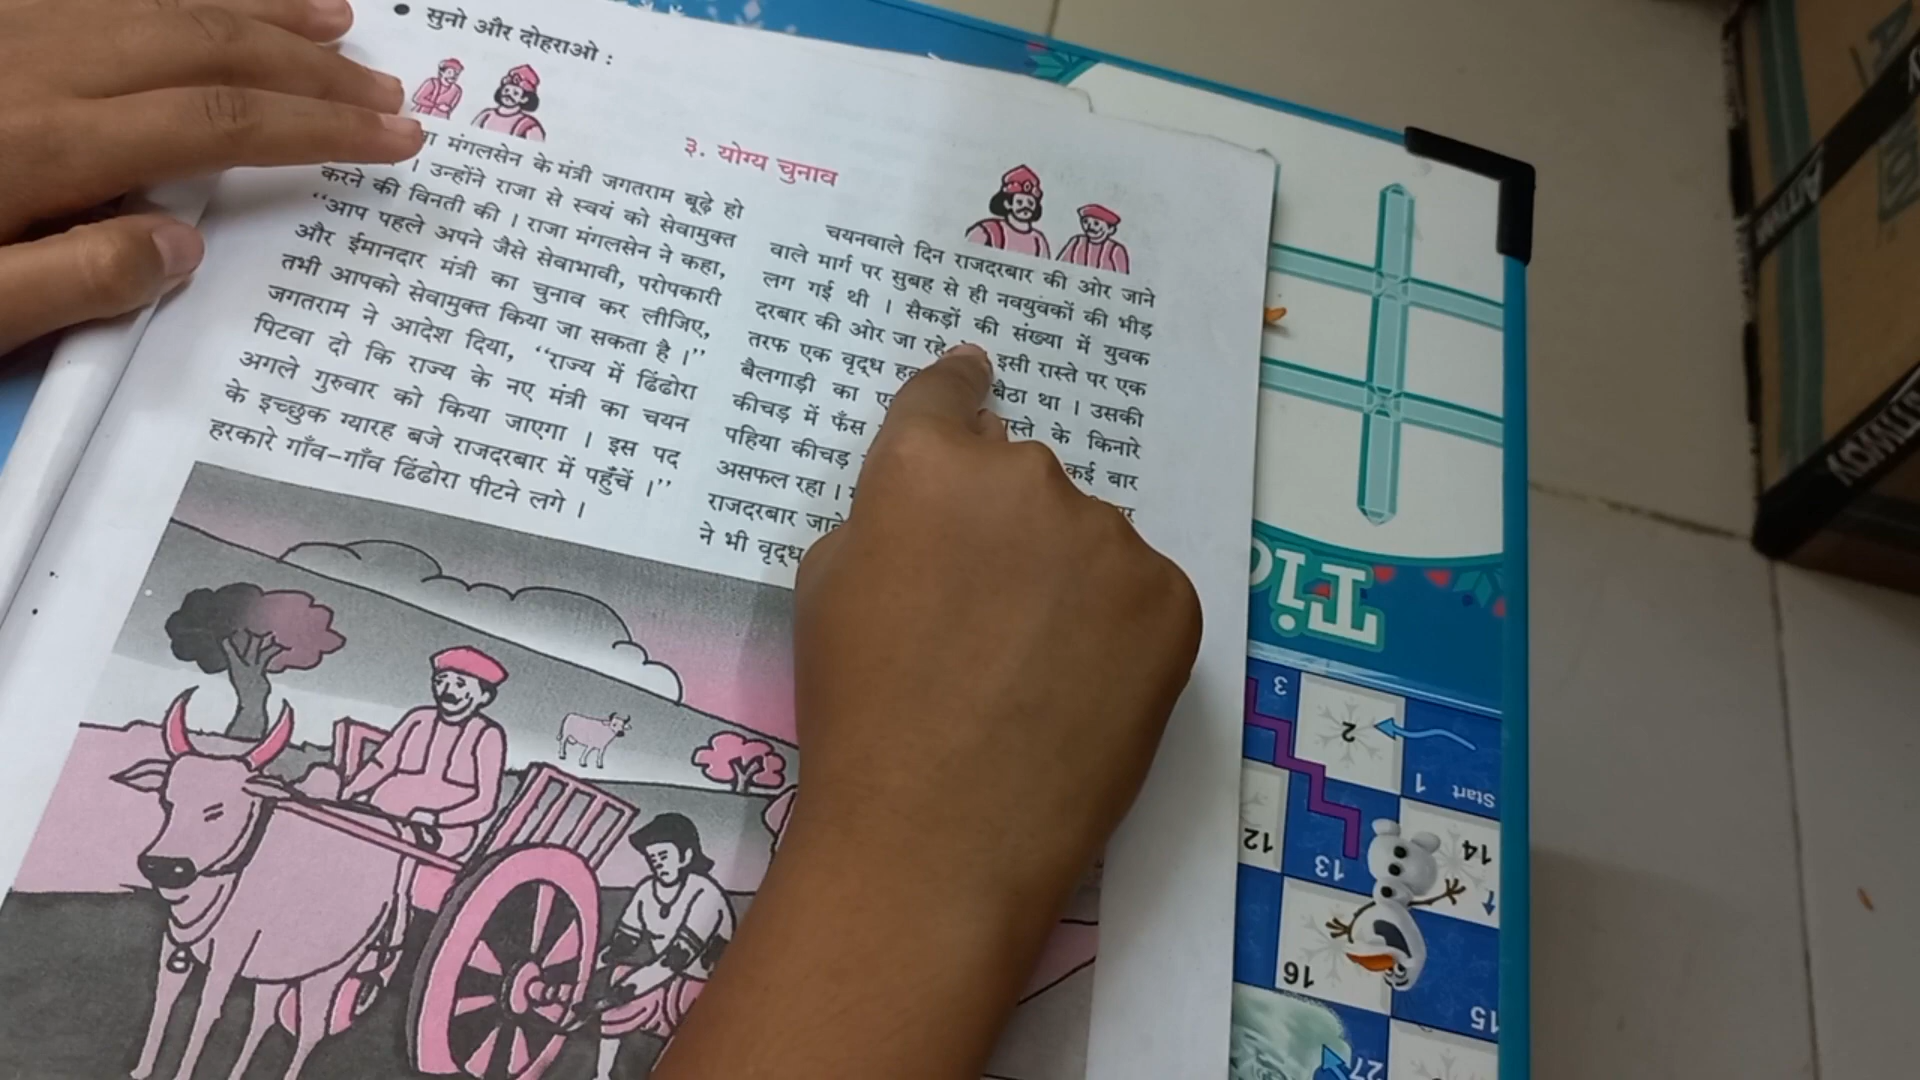 सुनो और दोहराओ :
३. योग्य चुनाव
मंगलसेन के मंत्री जगतराम बूढ़े हो
। उन्होंने राजा से स्वयं को सेवामुक्त
करने की विनती की । राजा मंगलसेन ने कहा,
“आप पहले अपने जैसे सेवाभावी, परोपकारी
और ईमानदार मंत्री का चुनाव कर लीजिए,
तभी आपको सेवामुक्त किया जा सकता है ।”
जगतराम ने आदेश दिया, “राज्य में ढिंढोरा
पिटवा दो कि राज्य के नए मंत्री का चयन
अगले गुरुवार को किया जाएगा । इस पद
के इच्छुक ग्यारह बजे राजदरबार में पहुँचें ।”
हरकारे गाँव-गाँव ढिंढोरा पीटने लगे ।
चयनवाले दिन राजदरबार की ओर जाने
वाले मार्ग पर सुबह से ही नवयुवकों की भीड़
लग गई थी । सैकड़ों की संख्या में युवक
दरबार की ओर जा रहे इसी रास्ते पर एक
तरफ एक वृद्ध बैठा था । उसकी
बैलगाड़ी का के किनारे
कीचड़ में फँस कई बार
पहिया कीचड़
असफल रहा ।
राजदरबार
ने भी वृद्ध
Tic
3
2
1
Start
12
13
14
16
15
27